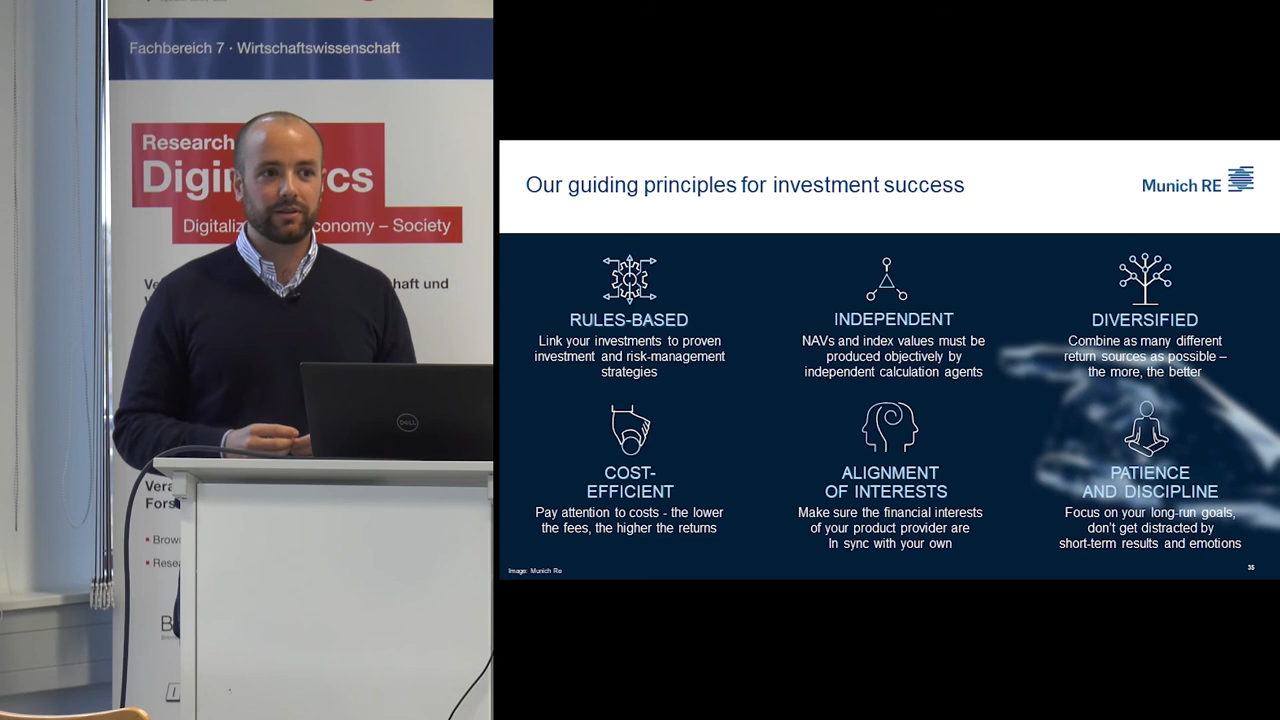 Fachbereich 7 · Wirtschaftswissenschaft
Research
Digi
cs
Digitaliz
conomy – Society
haft und
Vera
Fors
Brow
Rese
DELL
Our guiding principles for investment success
Munich RE
RULES-BASED
Link your investments to proven
investment and risk-management
strategies
INDEPENDENT
NAVs and index values must be
produced objectively by
independent calculation agents
DIVERSIFIED
Combine as many different
return sources as possible –
the more, the better
COST-
EFFICIENT
Pay attention to costs - the lower
the fees, the higher the returns
ALIGNMENT
OF INTERESTS
Make sure the financial interests
of your product provider are
In sync with your own
PATIENCE
AND DISCIPLINE
Focus on your long-run goals,
don't get distracted by
short-term results and emotions
Image: Munich Re
35